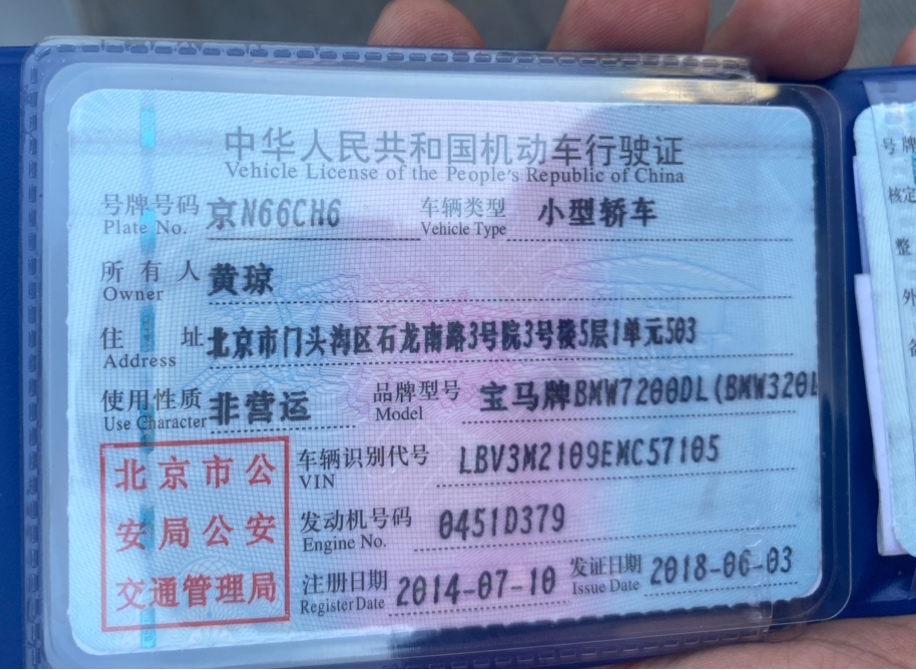 中华人民共和国机动车行驶证
Vehicle License of the People's Republic of China
号牌号码 京N66CH6 车辆类型 小型轿车
Plate No. Vehicle Type
所有人 黄琼
Owner
住址 北京市门头沟区石龙南路3号院3号楼5层1单元503
Address
使用性质 非营运 品牌型号 宝马牌BMW7200DL(BMW320L
Use Character Model
北京市公
安局公安
交通管理局
车辆识别代号 LBV3M2109EMC57105
VIN
发动机号码 0451D379
Engine No.
注册日期 2014-07-10 发证日期 2018-06-03
Register Date Issue Date
号牌
核定
整
外